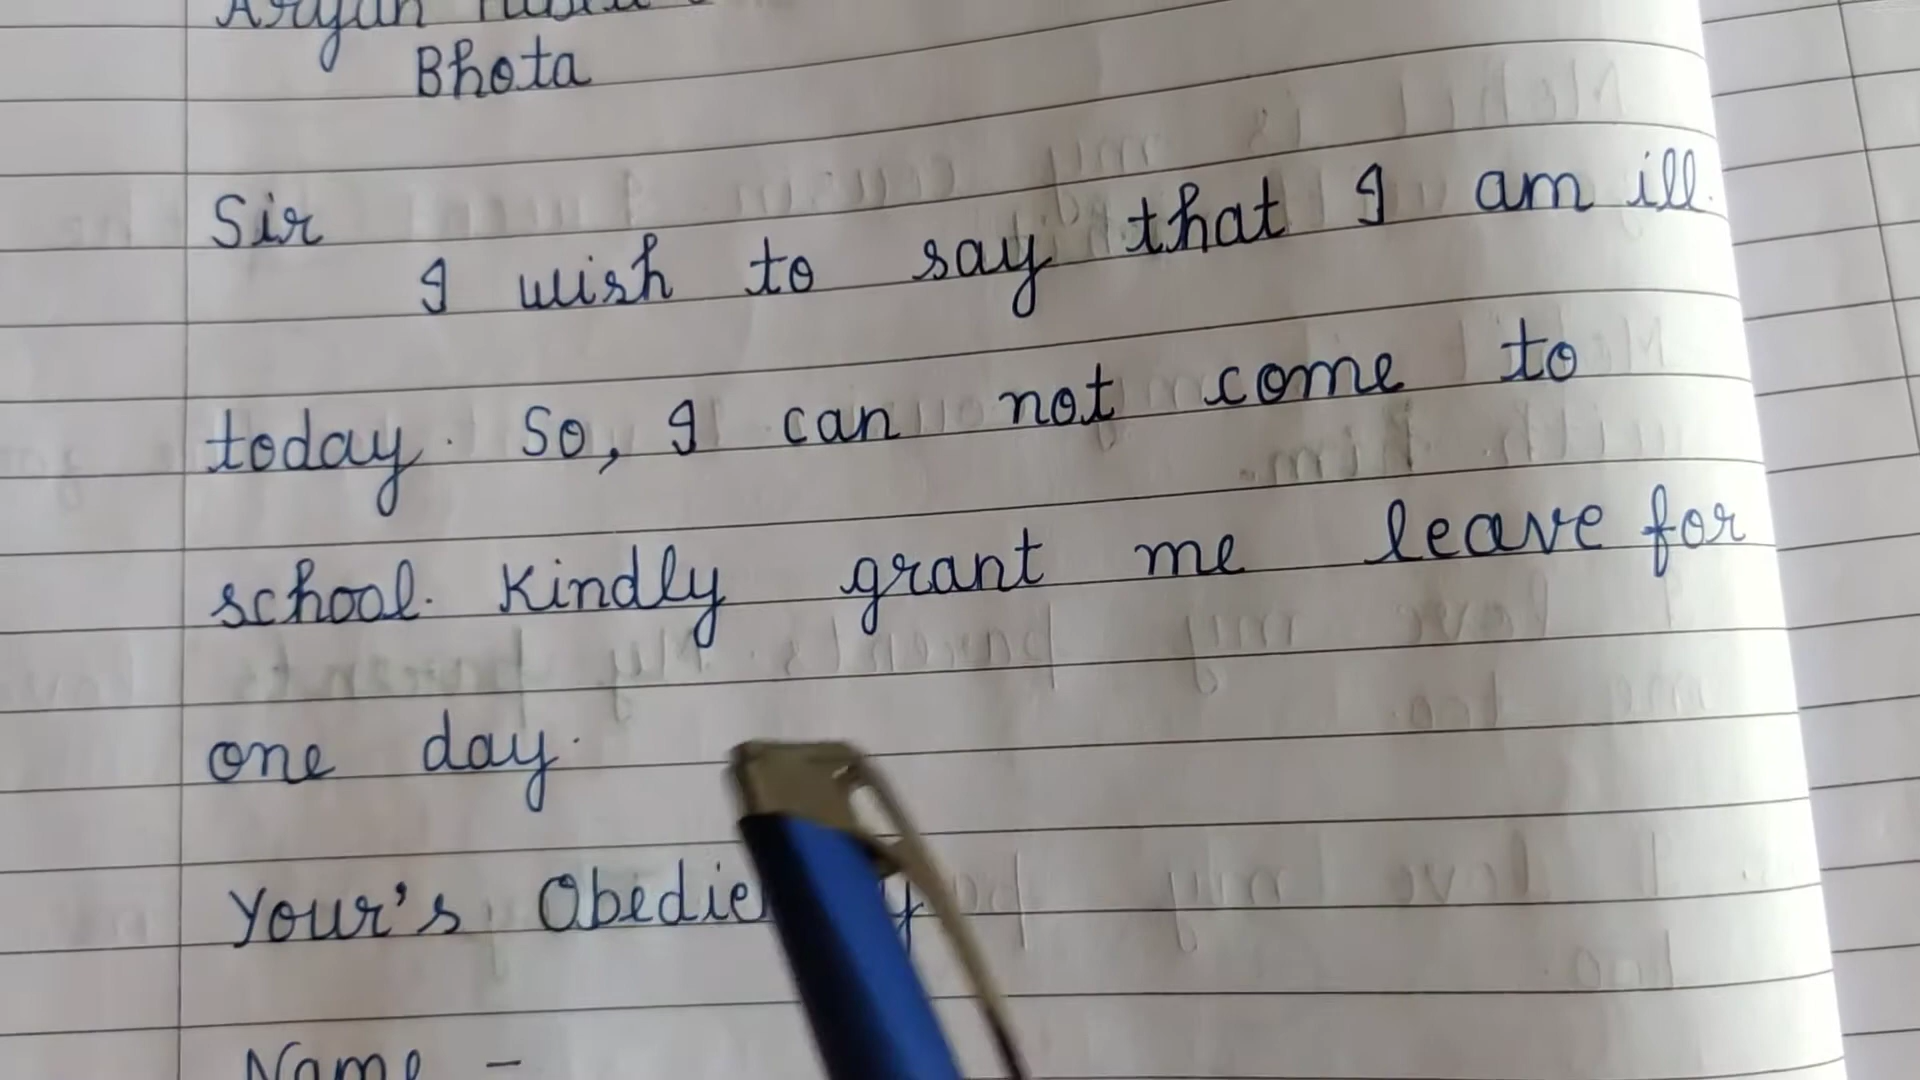 Aryan
Bhota
Sir
I wish to say that I am ill.
today. So, I can not come to
school. Kindly grant me leave for
one day.
Your's
Name -